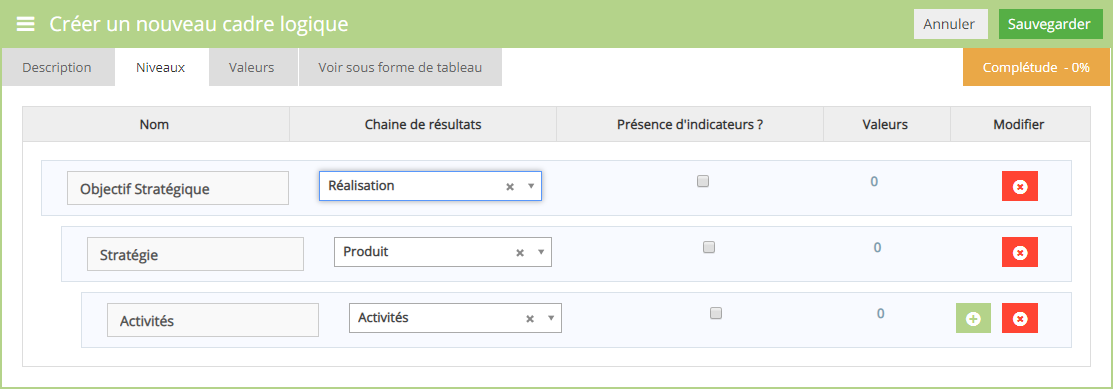 Créer un nouveau cadre logique
Annuler
Sauvegarder
Description
Niveaux
Valeurs
Voir sous forme de tableau
Complétude - 0%
Nom
Chaine de résultats
Présence d'indicateurs ?
Valeurs
Modifier
Objectif Stratégique
Réalisation
0
Stratégie
Produit
0
Activités
Activités
0